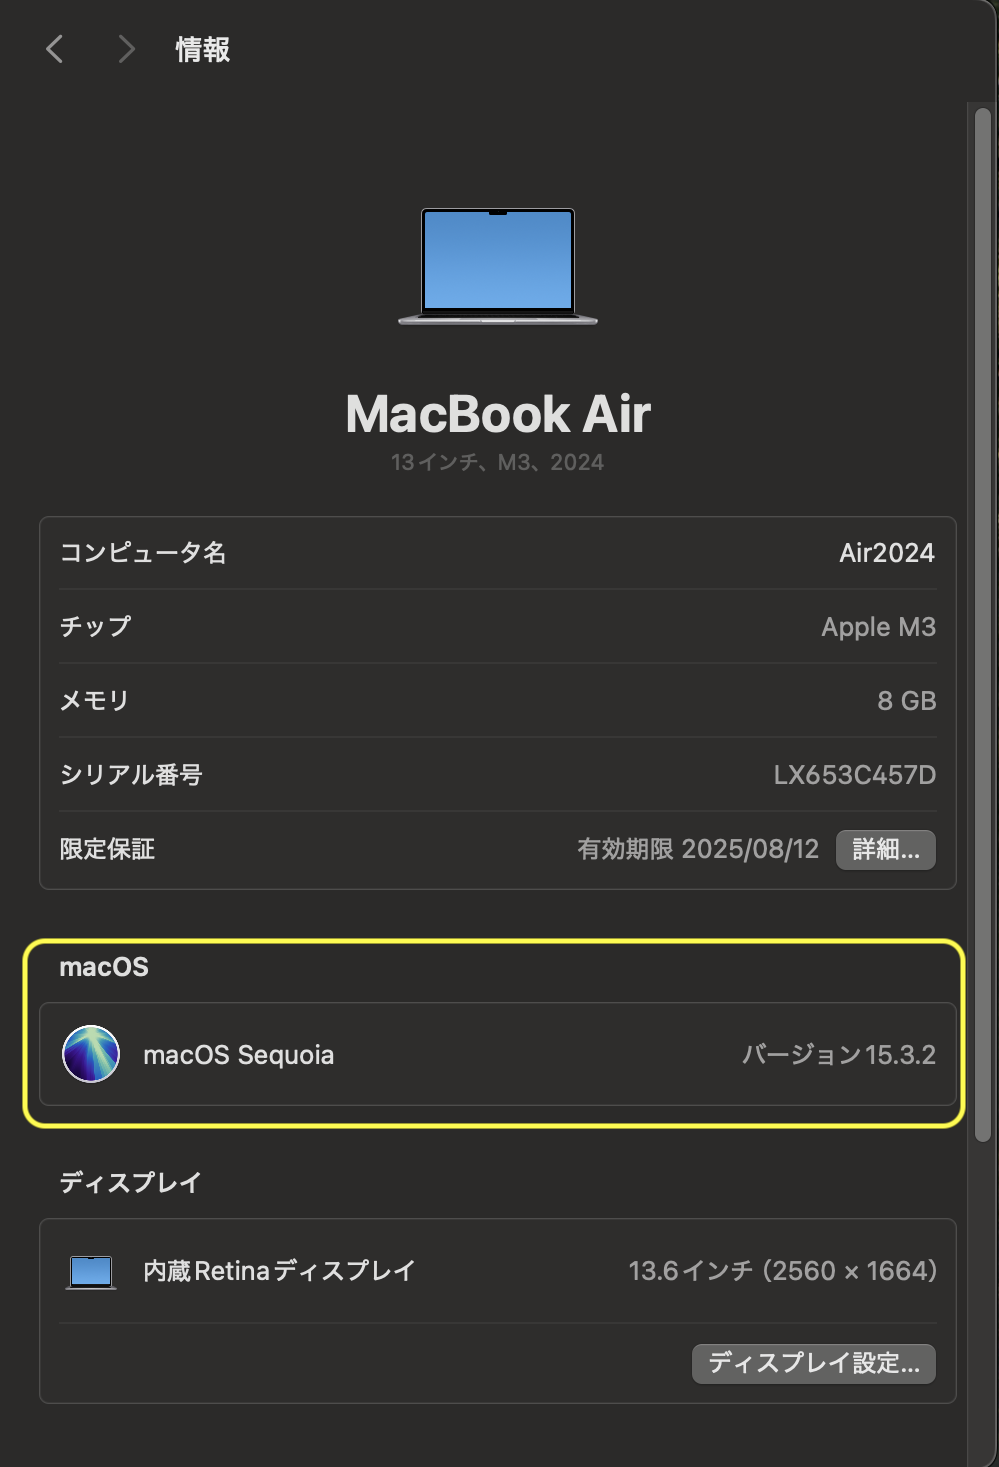 情報
MacBook Air
13インチ、M3、2024
コンピュータ名 Air2024
チップ Apple M3
メモリ 8 GB
シリアル番号 LX653C457D
限定保証 有効期限 2025/08/12 詳細...
macOS
macOS Sequoia バージョン15.3.2
ディスプレイ
内蔵Retinaディスプレイ 13.6インチ (2560 × 1664)
ディスプレイ設定...